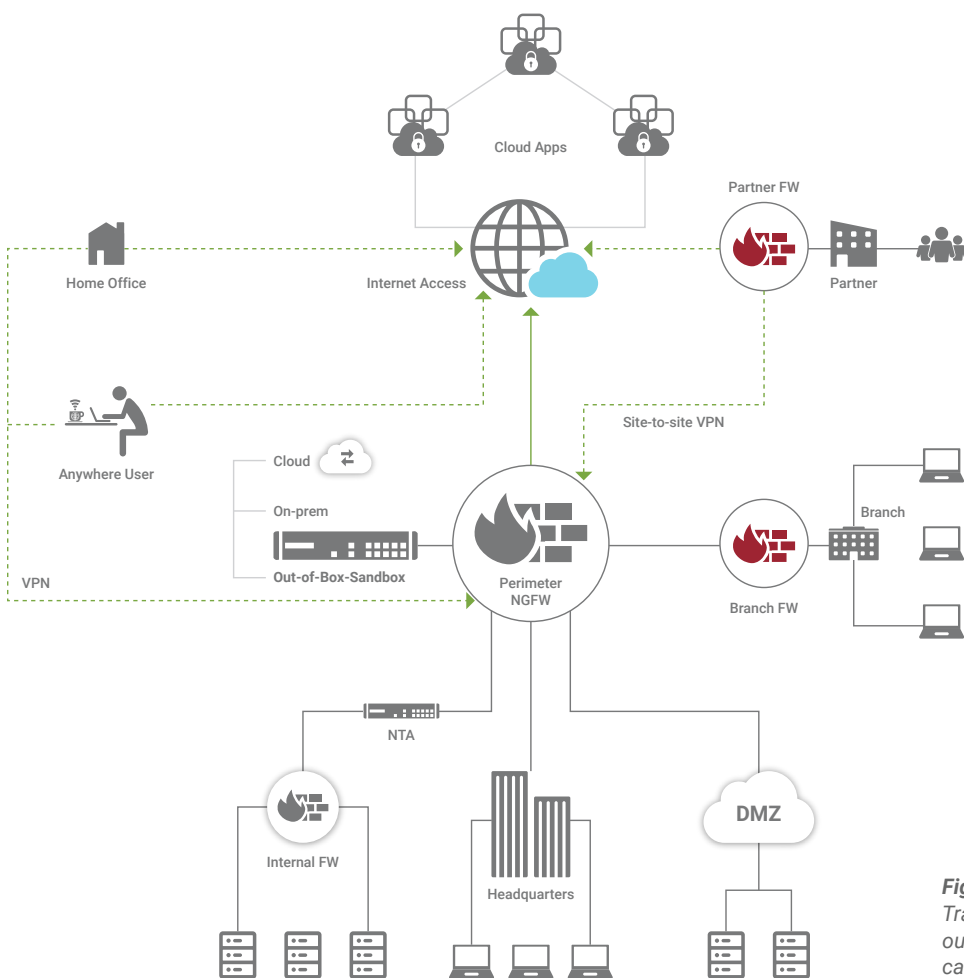 Cloud Apps
Partner FW
Home Office
Internet Access
Partner
Site-to-site VPN
Anywhere User
Cloud
On-prem
Out-of-Box-Sandbox
VPN
Perimeter
NGFW
Branch
Branch FW
NTA
Internal FW
Headquarters
DMZ